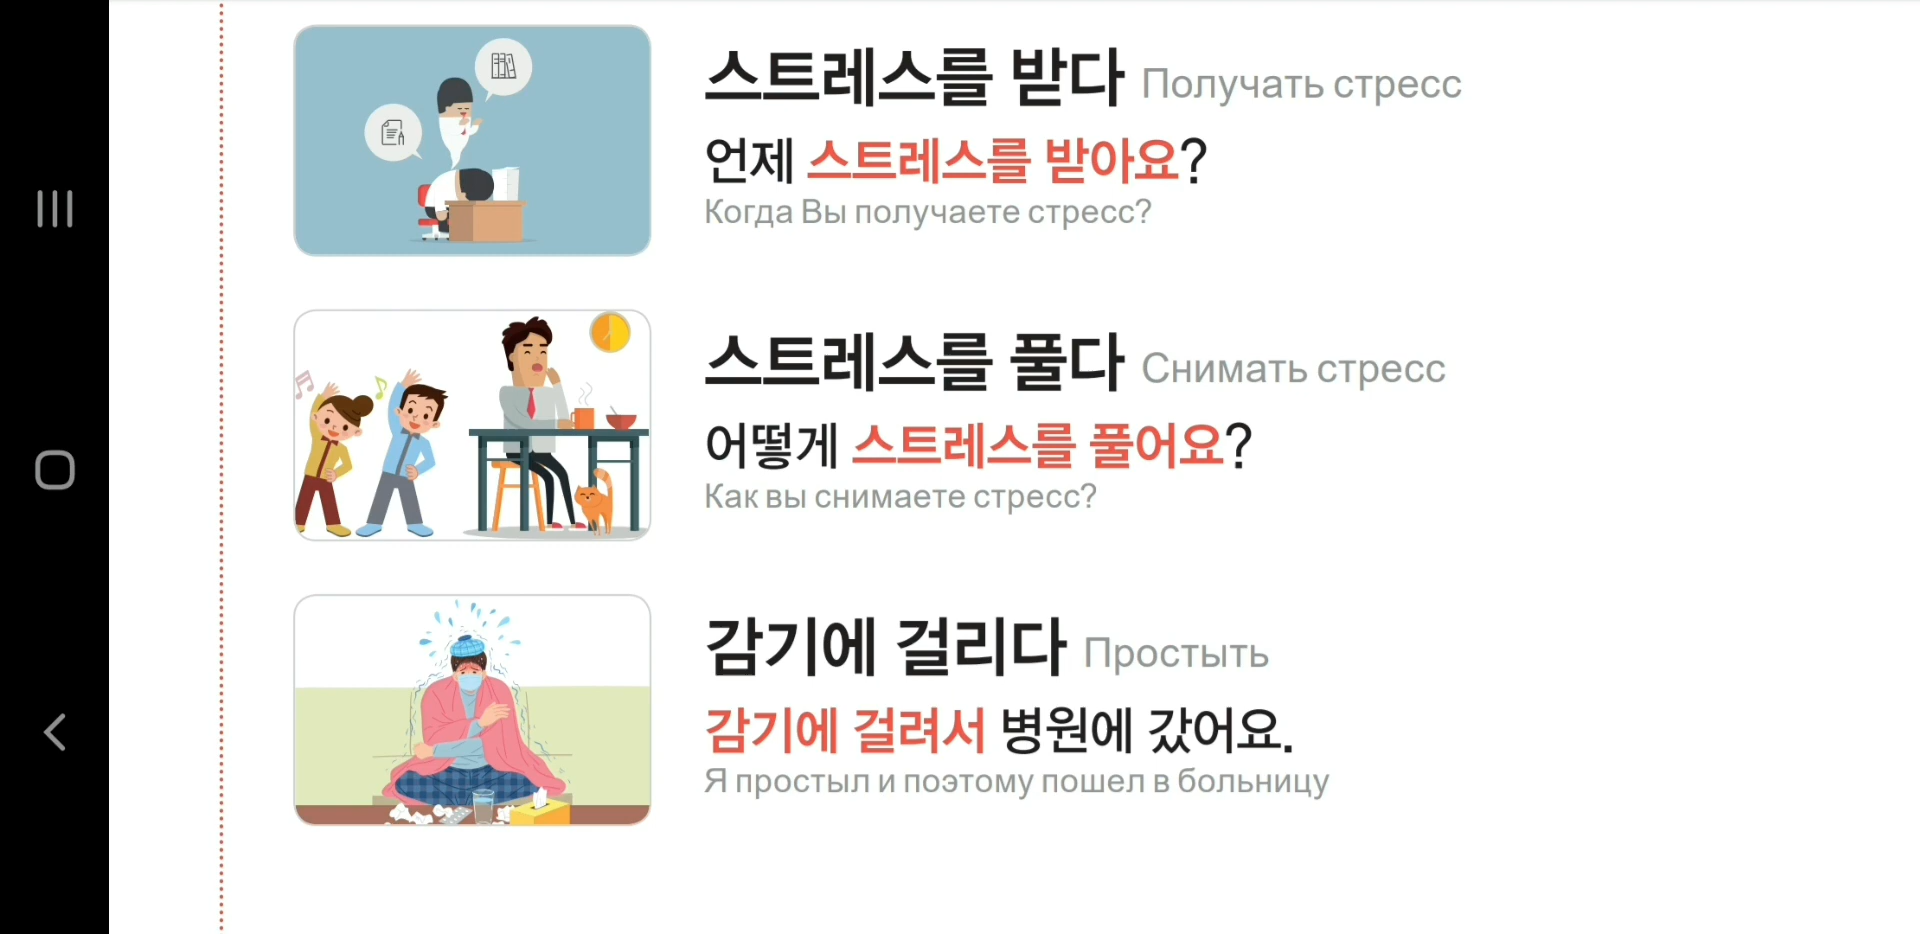 스트레스를 받다 Получать стресс
언제 스트레스를 받아요?
Когда Вы получаете стресс?
스트레스를 풀다 Снимать стресс
어떻게 스트레스를 풀어요?
Как вы снимаете стресс?
감기에 걸리다 Простыть
감기에 걸려서 병원에 갔어요.
Я простыл и поэтому пошел в больницу